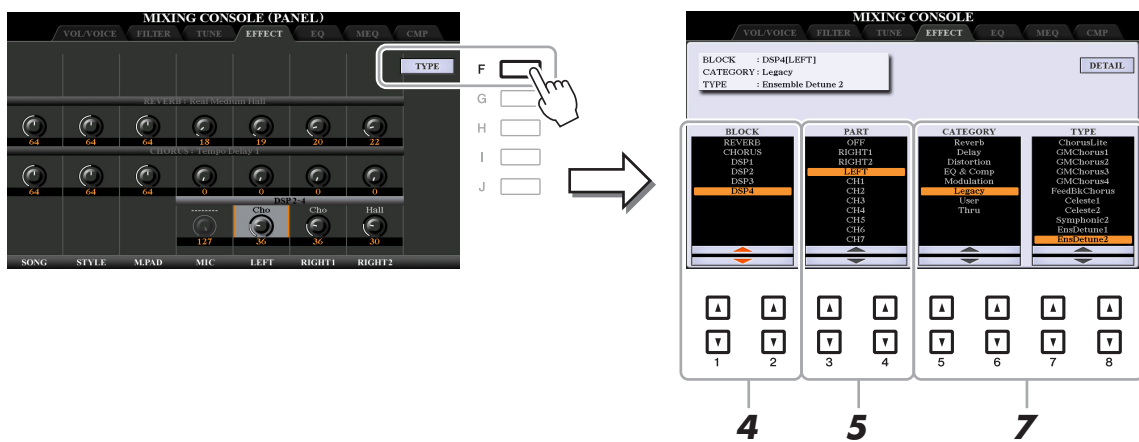 MIXING CONSOLE (PANEL)
VOL/VOICE FILTER TUNE EFFECT EQ MEQ CMP
TYPE
F
G
H
I
J
REVERB : Real Medium Hall
64 64 64 18 19 20 22
CHORUS : Tempo Delay 1
64 64 64 0 0 0 0
DSP 2-4
-------- Cho Cho Hall
127 36 36 30
SONG STYLE M.PAD MIC LEFT RIGHT1 RIGHT2
MIXING CONSOLE
VOL/VOICE FILTER TUNE EFFECT EQ MEQ CMP
BLOCK : DSP4[LEFT]
CATEGORY : Legacy
TYPE : Ensemble Detune 2
DETAIL
BLOCK
REVERB
CHORUS
DSP1
DSP2
DSP3
DSP4
PART
OFF
RIGHT1
RIGHT2
LEFT
CH1
CH2
CH3
CH4
CH5
CH6
CH7
CATEGORY
Reverb
Delay
Distortion
EQ & Comp
Modulation
Legacy
User
Thru
TYPE
ChorusLite
GMChorus1
GMChorus2
GMChorus3
GMChorus4
FeedBkChorus
Celeste1
Celeste2
Symphonic2
EnsDetune1
EnsDetune2
1 2 3 4 5 6 7 8
4 5 7